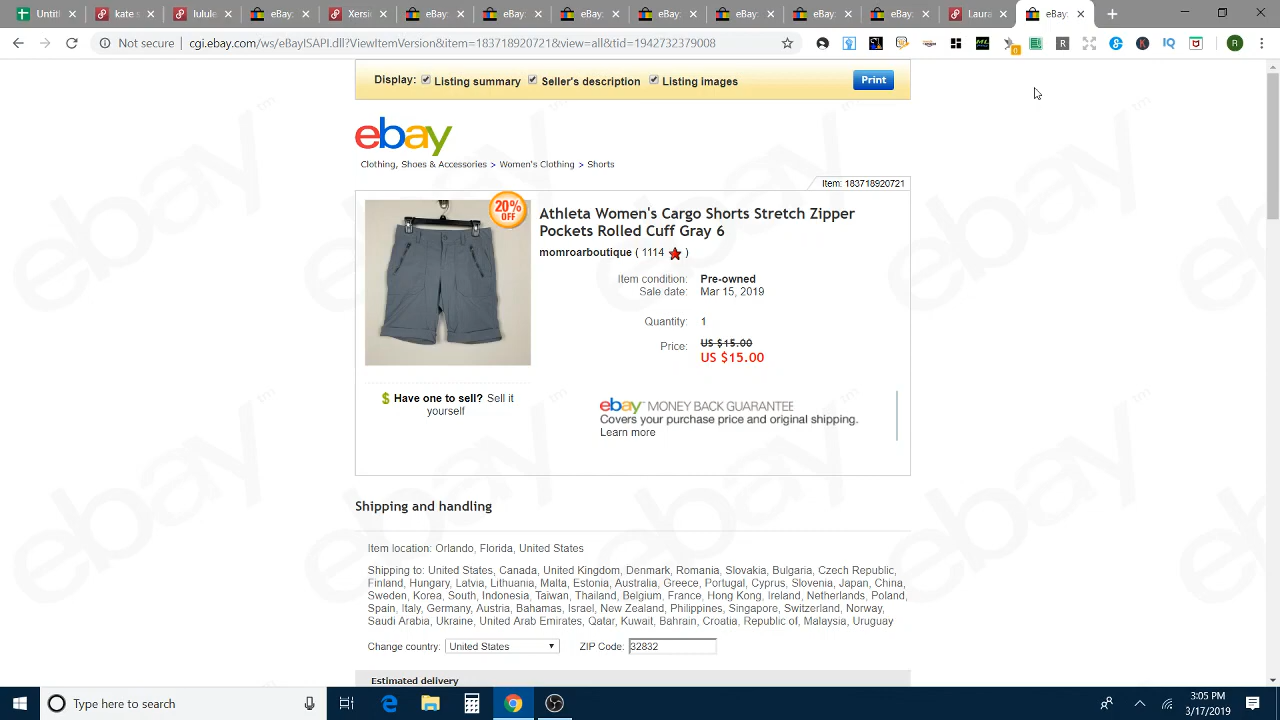 Untitl
kate s
lulule
eBay:
Xersi
eBay:
eBay:
eBay:
eBay:
eBay:
eBay:
eBay:
Laura
eBay:
Not secure | cgi.ebay.com/ws/eBayISAPI.dll?ViewItemVersion&item=183718920721&view=all&tid=1942732379008
Display: Listing summary Seller's description Listing images Print
ebay
Clothing, Shoes & Accessories > Women's Clothing > Shorts
Item: 183718920721
20% OFF
Athleta Women's Cargo Shorts Stretch Zipper
Pockets Rolled Cuff Gray 6
momroarboutique ( 1114 )
Item condition: Pre-owned
Sale date: Mar 15, 2019
Quantity: 1
Price: US $15.00
US $15.00
$ Have one to sell? Sell it
yourself
ebay™ MONEY BACK GUARANTEE
Covers your purchase price and original shipping.
Learn more
Shipping and handling
Item location: Orlando, Florida, United States
Shipping to: United States, Canada, United Kingdom, Denmark, Romania, Slovakia, Bulgaria, Czech Republic,
Finland, Hungary, Latvia, Lithuania, Malta, Estonia, Australia, Greece, Portugal, Cyprus, Slovenia, Japan, China,
Sweden, Korea, South, Indonesia, Taiwan, Thailand, Belgium, France, Hong Kong, Ireland, Netherlands, Poland,
Spain, Italy, Germany, Austria, Bahamas, Israel, New Zealand, Philippines, Singapore, Switzerland, Norway,
Saudi Arabia, Ukraine, United Arab Emirates, Qatar, Kuwait, Bahrain, Croatia, Republic of, Malaysia, Uruguay
Change country: United States ZIP Code: 32832
Estimated delivery
Type here to search
3:05 PM
3/17/2019